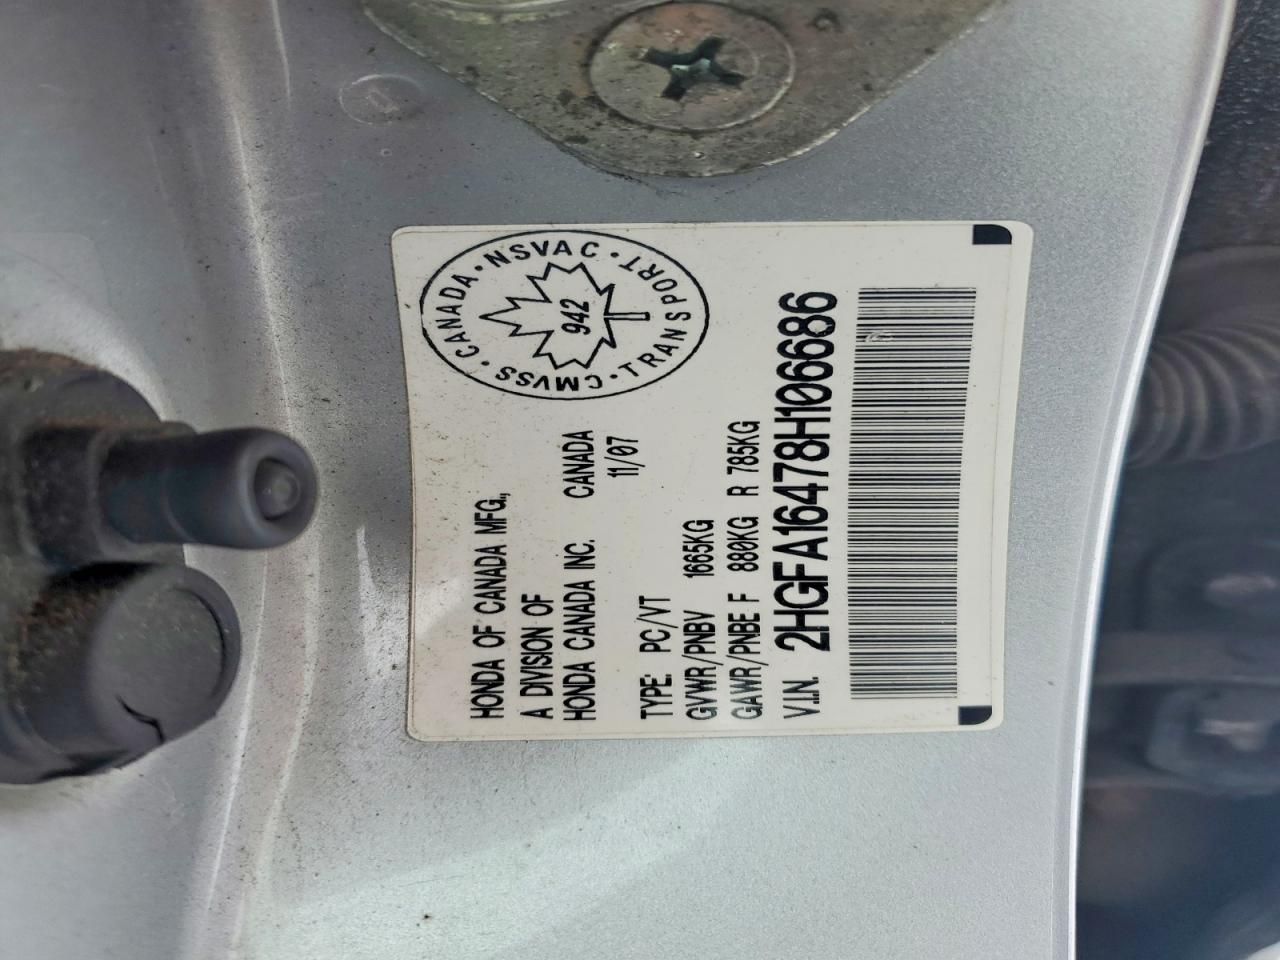 HONDA OF CANADA MFG.,
A DIVISION OF
HONDA CANADA INC. CANADA
11/07
TYPE: PC/VT
GVWR/PNBV 1665KG
GAWR/PNBE F 880KG R 785KG
V.I.N. 2HGFA16478H106686
CANADA · NSVAC · TRANSPORT · CMVSS ·
942